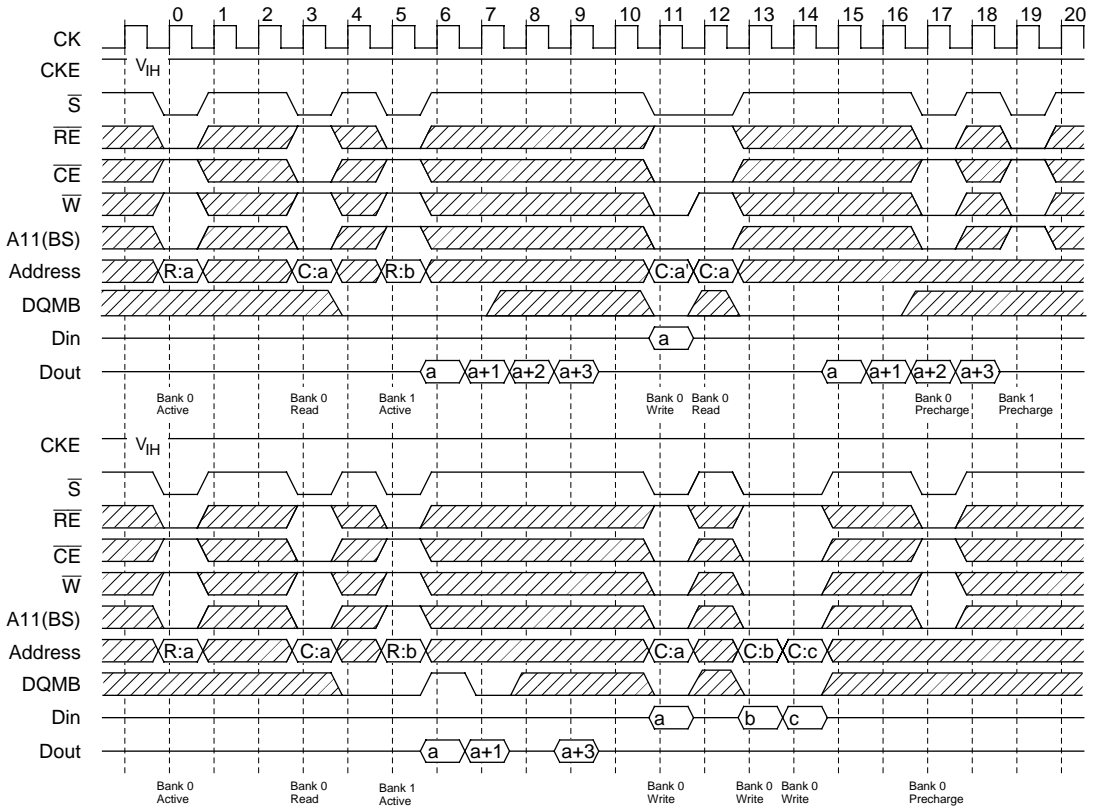 0 1 2 3 4 5 6 7 8 9 10 11 12 13 14 15 16 17 18 19 20
CK
CKE VIH
S
RE
CE
W
A11(BS)
Address R:a C:a R:b C:a' C:a
DQMB
Din a
Dout a a+1 a+2 a+3 a a+1 a+2 a+3
Bank 0 Bank 0 Bank 1 Bank 0 Bank 0 Bank 0 Bank 1
Active Read Active Write Read Precharge Precharge
CKE VIH
S
RE
CE
W
A11(BS)
Address R:a C:a R:b C:a C:b C:c
DQMB
Din a b c
Dout a a+1 a+3
Bank 0 Bank 0 Bank 1 Bank 0 Bank 0 Bank 0 Bank 0
Active Read Active Write Write Write Precharge